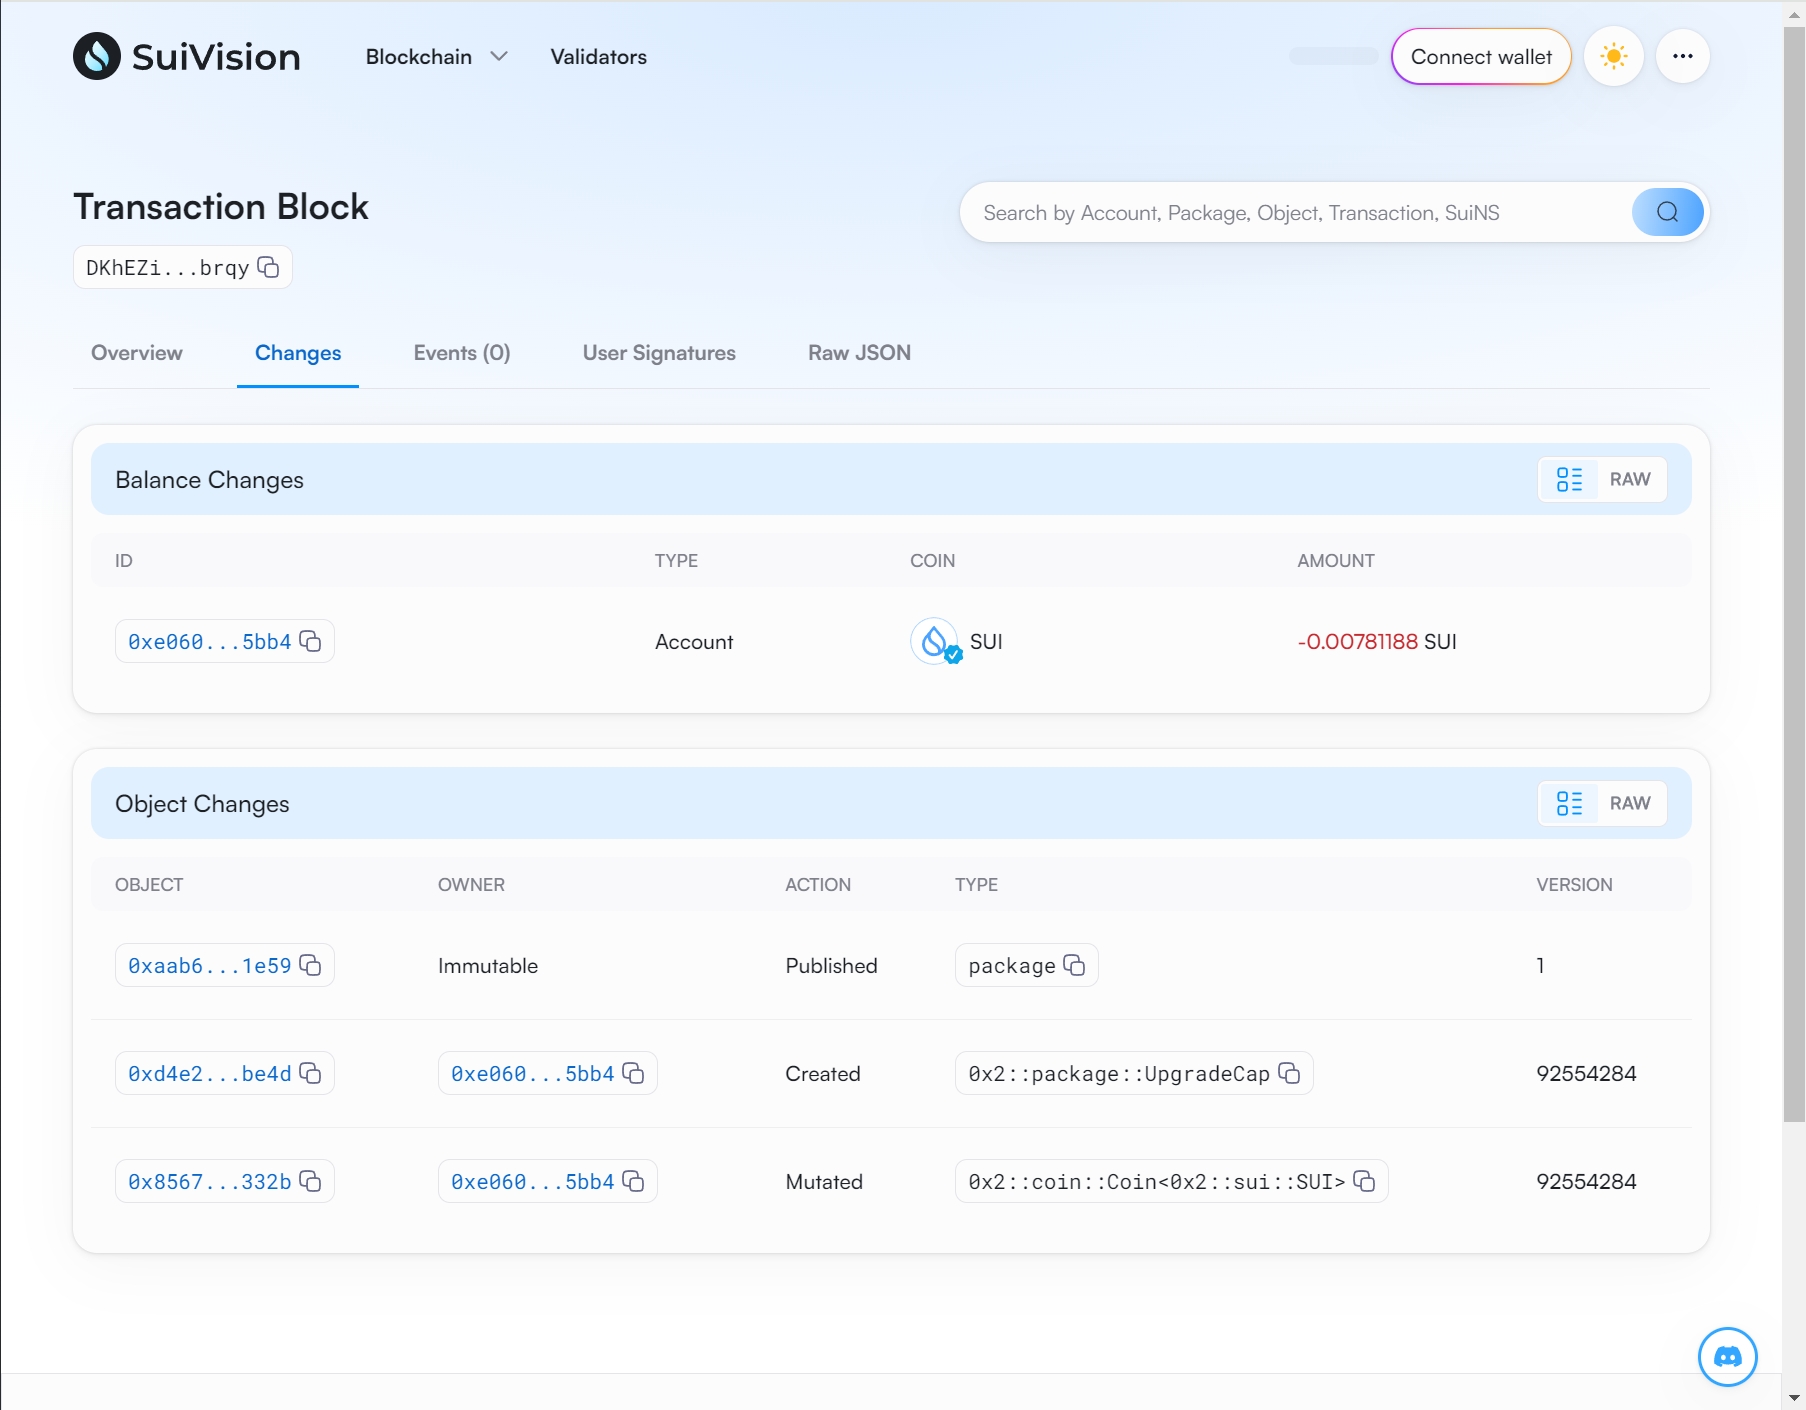 SuiVision Blockchain Validators Connect wallet
Transaction Block
Search by Account, Package, Object, Transaction, SuiNS
DKhEZi...brqy
Overview Changes Events (0) User Signatures Raw JSON
Balance Changes RAW
ID TYPE COIN AMOUNT
0xe060...5bb4 Account SUI -0.00781188 SUI
Object Changes RAW
OBJECT OWNER ACTION TYPE VERSION
0xaab6...1e59 Immutable Published package 1
0xd4e2...be4d 0xe060...5bb4 Created 0x2::package::UpgradeCap 92554284
0x8567...332b 0xe060...5bb4 Mutated 0x2::coin::Coin<0x2::sui::SUI> 92554284